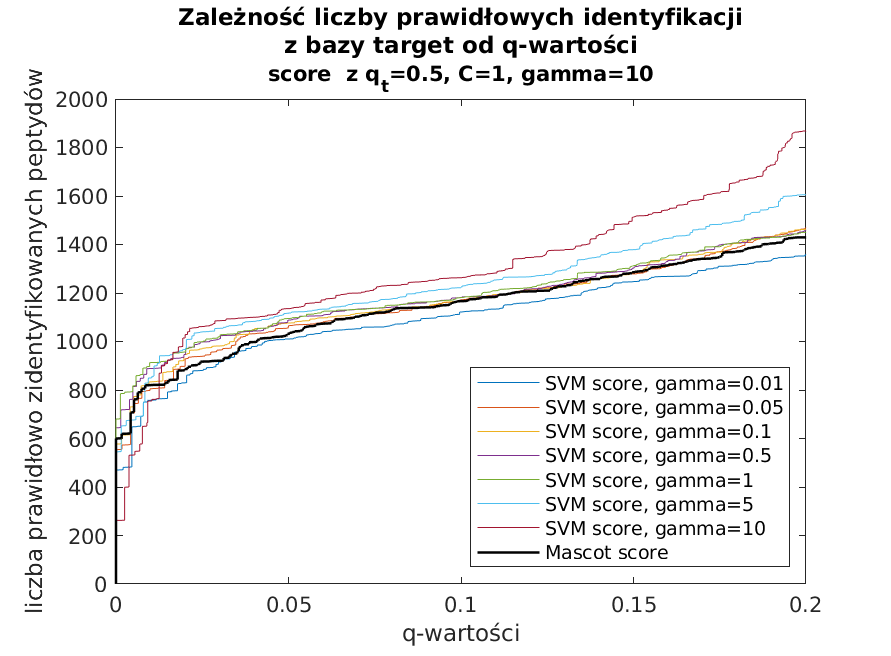 Zależność liczby prawidłowych identyfikacji
z bazy target od q-wartości
score z qt=0.5, C=1, gamma=10
liczba prawidłowo zidentyfikowanych peptydów
2000
1800
1600
1400
1200
1000
800
600
400
200
0
SVM score, gamma=0.01
SVM score, gamma=0.05
SVM score, gamma=0.1
SVM score, gamma=0.5
SVM score, gamma=1
SVM score, gamma=5
SVM score, gamma=10
Mascot score
0 0.05 0.1 0.15 0.2
q-wartości